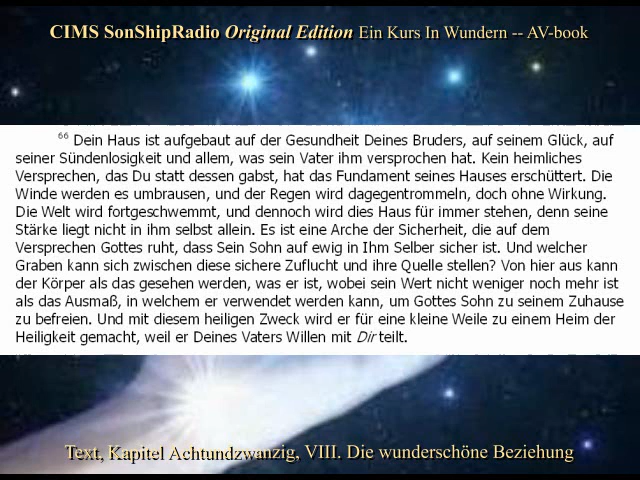 CIMS SonShipRadio Original Edition Ein Kurs In Wundern -- AV-book
66 Dein Haus ist aufgebaut auf der Gesundheit Deines Bruders, auf seinem Glück, auf
seiner Sündenlosigkeit und allem, was sein Vater ihm versprochen hat. Kein heimliches
Versprechen, das Du statt dessen gabst, hat das Fundament seines Hauses erschüttert. Die
Winde werden es umbrausen, und der Regen wird dagegentrommeln, doch ohne Wirkung.
Die Welt wird fortgeschwemmt, und dennoch wird dies Haus für immer stehen, denn seine
Stärke liegt nicht in ihm selbst allein. Es ist eine Arche der Sicherheit, die auf dem
Versprechen Gottes ruht, dass Sein Sohn auf ewig in Ihm Selber sicher ist. Und welcher
Graben kann sich zwischen diese sichere Zuflucht und ihre Quelle stellen? Von hier aus kann
der Körper als das gesehen werden, was er ist, wobei sein Wert nicht weniger noch mehr ist
als das Ausmaß, in welchem er verwendet werden kann, um Gottes Sohn zu seinem Zuhause
zu befreien. Und mit diesem heiligen Zweck wird er für eine kleine Weile zu einem Heim der
Heiligkeit gemacht, weil er Deines Vaters Willen mit Dir teilt.
Text, Kapitel Achtundzwanzig, VIII. Die wunderschöne Beziehung